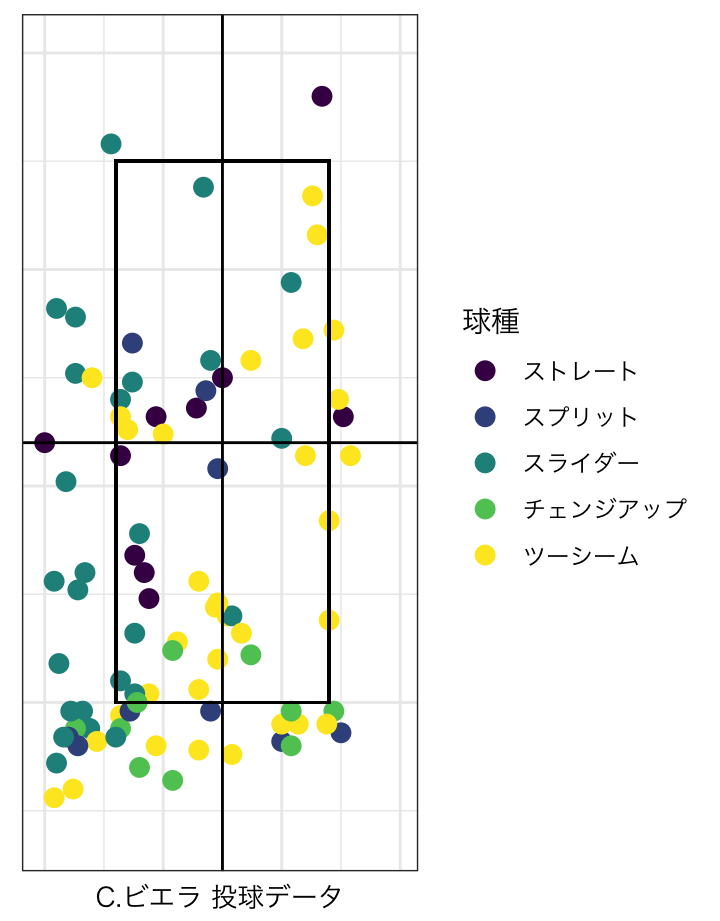 球種
ストレート
スプリット
スライダー
チェンジアップ
ツーシーム
C.ビエラ 投球データ